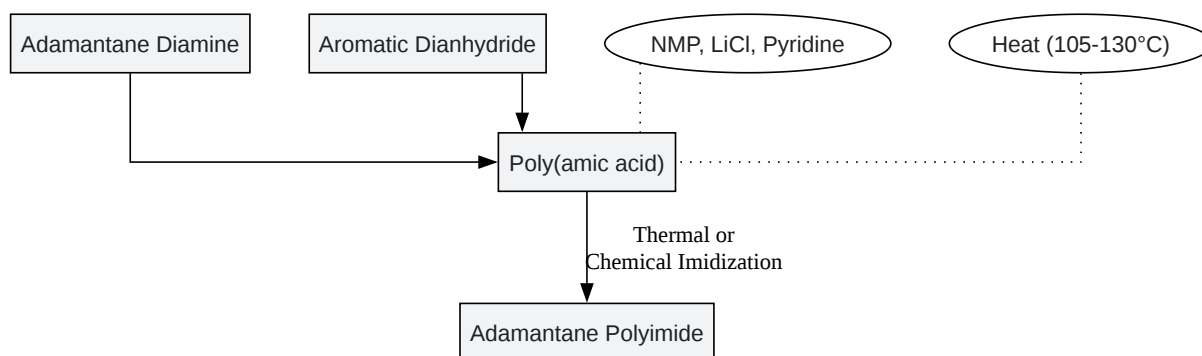 Adamantane Diamine
Aromatic Dianhydride
NMP, LiCl, Pyridine
Heat (105-130°C)
Poly(amic acid)
Thermal or
Chemical Imidization
Adamantane Polyimide